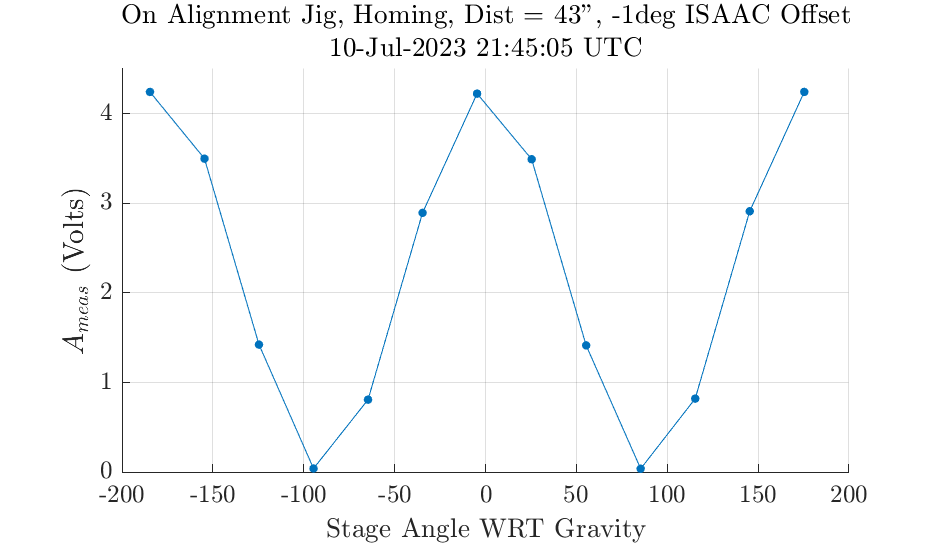 On Alignment Jig, Homing, Dist = 43”, -1deg ISAAC Offset
10-Jul-2023 21:45:05 UTC
4
3
2
1
0
A_meas (Volts)
-200 -150 -100 -50 0 50 100 150 200
Stage Angle WRT Gravity